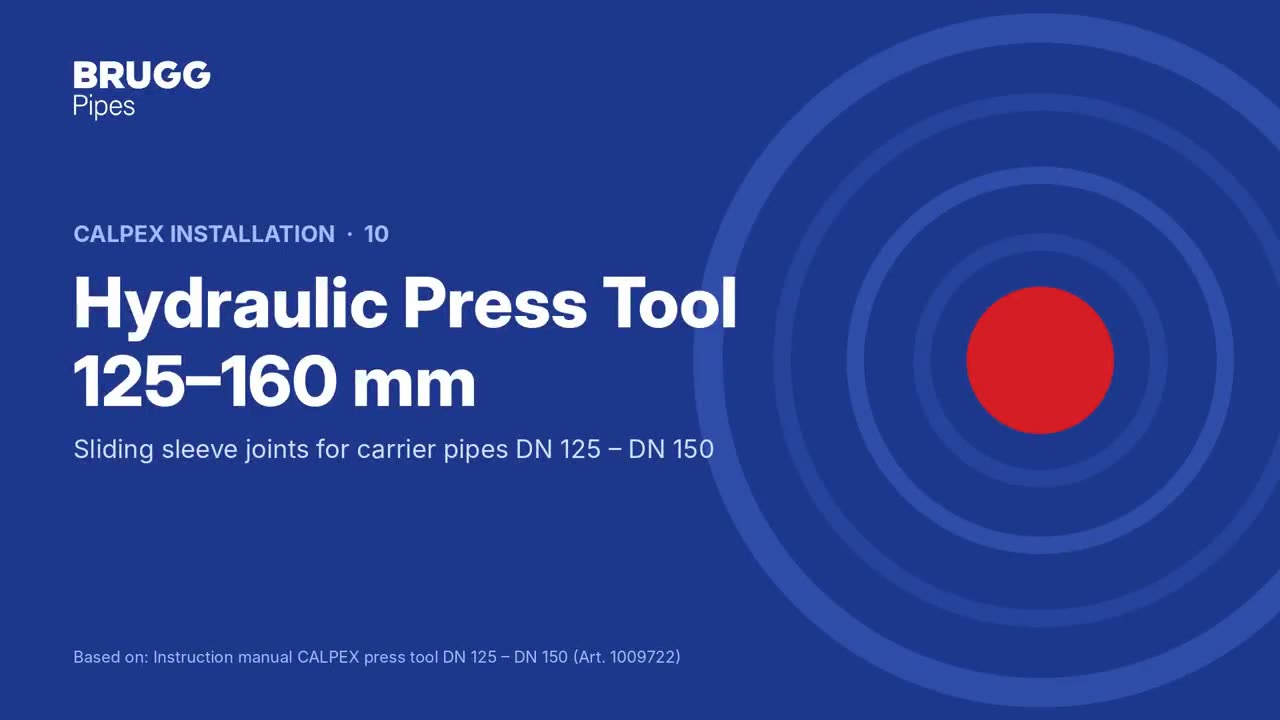 BRUGG
Pipes
CALPEX INSTALLATION · 10
Hydraulic Press Tool
125–160 mm
Sliding sleeve joints for carrier pipes DN 125 – DN 150
Based on: Instruction manual CALPEX press tool DN 125 – DN 150 (Art. 1009722)